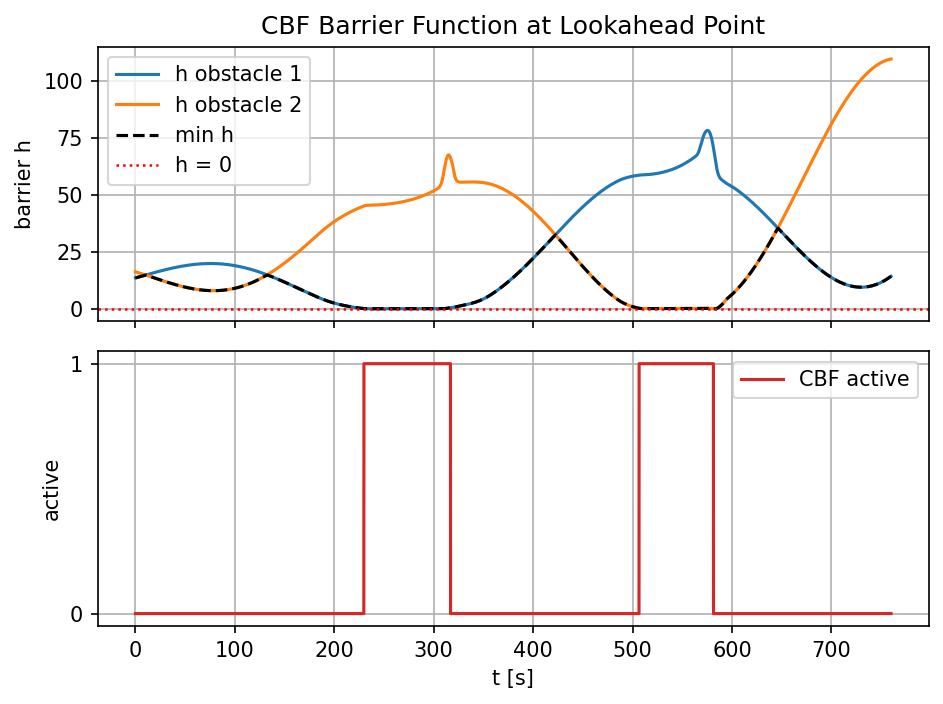 CBF Barrier Function at Lookahead Point
barrier h
100
75
50
25
0
h obstacle 1
h obstacle 2
min h
h = 0
active
1
0
CBF active
0 100 200 300 400 500 600 700
t [s]